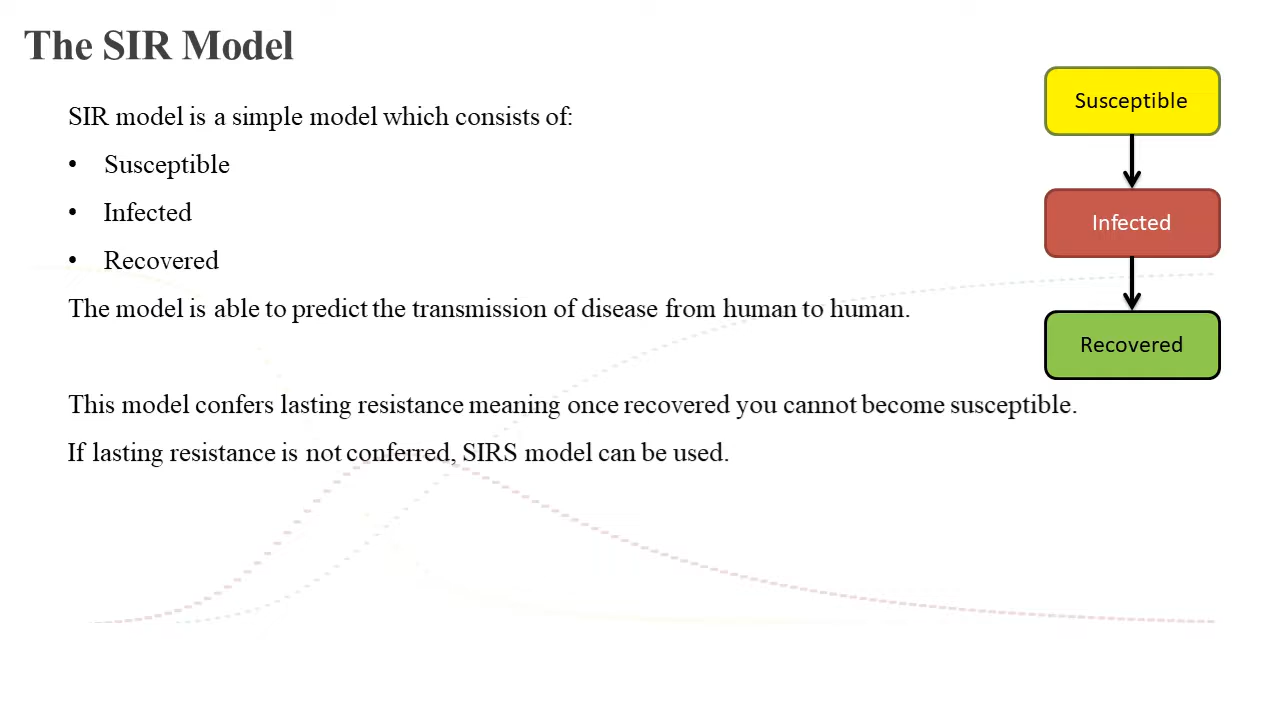 The SIR Model
SIR model is a simple model which consists of:
• Susceptible
• Infected
• Recovered
The model is able to predict the transmission of disease from human to human.
This model confers lasting resistance meaning once recovered you cannot become susceptible.
If lasting resistance is not conferred, SIRS model can be used.
Susceptible
Infected
Recovered